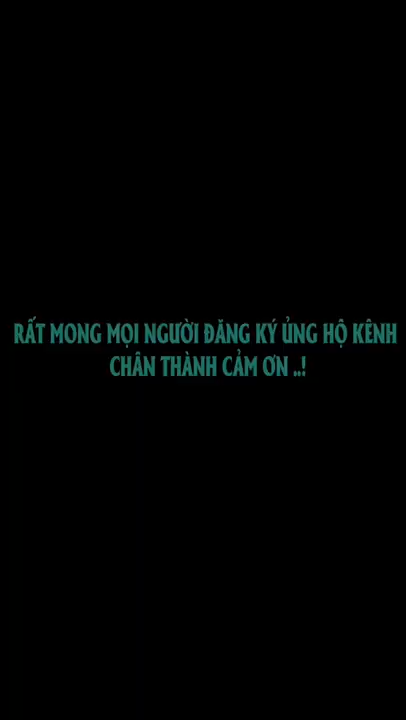 RẤT MONG MỌI NGƯỜI ĐĂNG KÝ ỦNG HỘ KÊNH
CHÂN THÀNH CẢM ƠN ..!